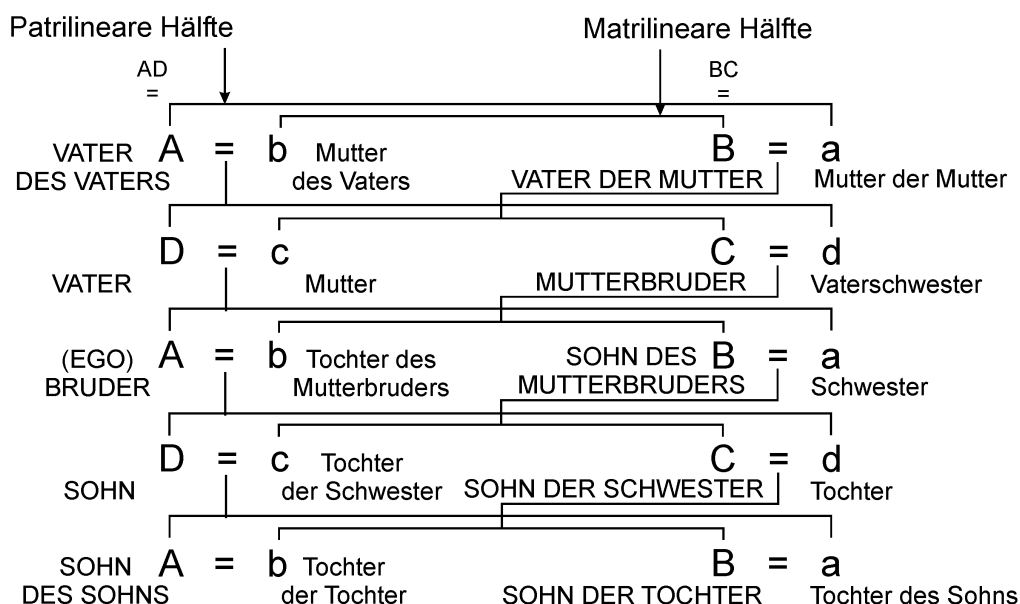 Patrilineare Hälfte
Matrilineare Hälfte
AD
=
BC
=
A = b B = a
VATER
DES VATERS
Mutter
des Vaters
VATER DER MUTTER
Mutter der Mutter
D = c C = d
VATER
Mutter
MUTTERBRUDER
Vaterschwester
A = b B = a
(EGO)
BRUDER
Tochter des
Mutterbruders
SOHN DES
MUTTERBRUDERS
Schwester
D = c C = d
SOHN
Tochter
der Schwester
SOHN DER SCHWESTER
Tochter
A = b B = a
SOHN
DES SOHNS
Tochter
der Tochter
SOHN DER TOCHTER
Tochter des Sohns